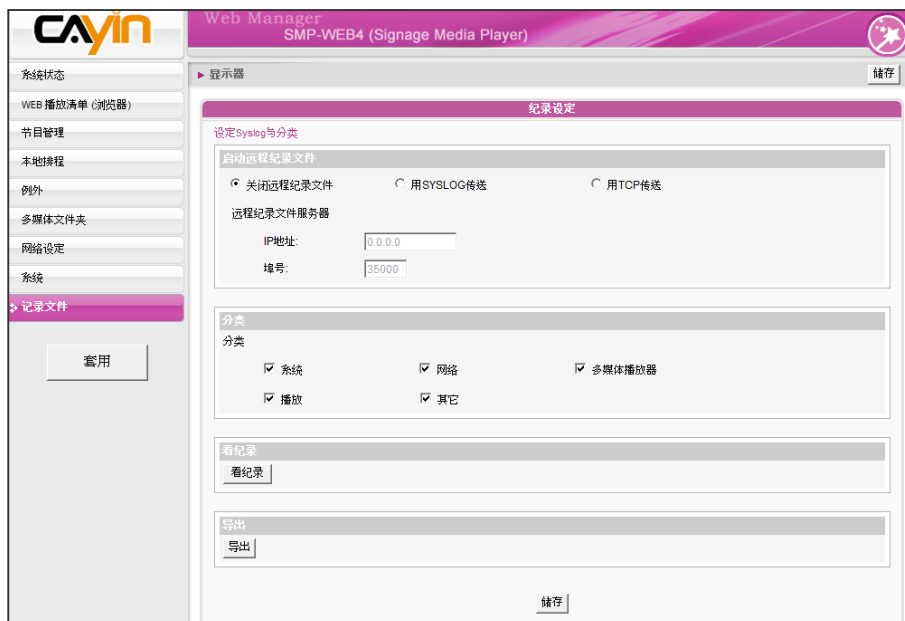 CAYIN
Web Manager
SMP-WEB4 (Signage Media Player)
系统状态
WEB 播放清单 (浏览器)
节目管理
本地排程
例外
多媒体文件夹
网络设定
系统
记录文件
套用
显示器
储存
纪录设定
设定Syslog与分类
启动远程纪录文件
关闭远程纪录文件 用SYSLOG传送 用TCP传送
远程纪录文件服务器
IP地址: 0.0.0.0
埠号: 35000
分类
分类
系统 网络 多媒体播放器
播放 其它
看纪录
看纪录
导出
导出
储存